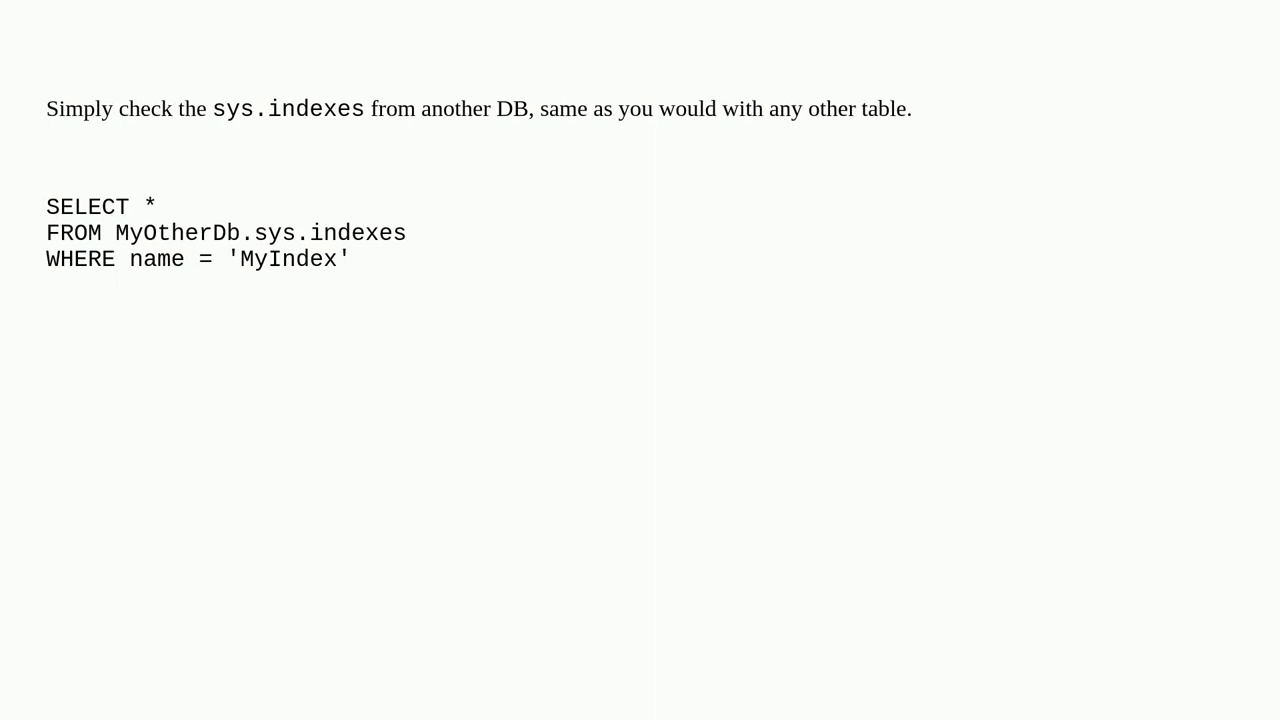 Simply check the sys.indexes from another DB, same as you would with any other table.
SELECT *
FROM MyOtherDb.sys.indexes
WHERE name = 'MyIndex'